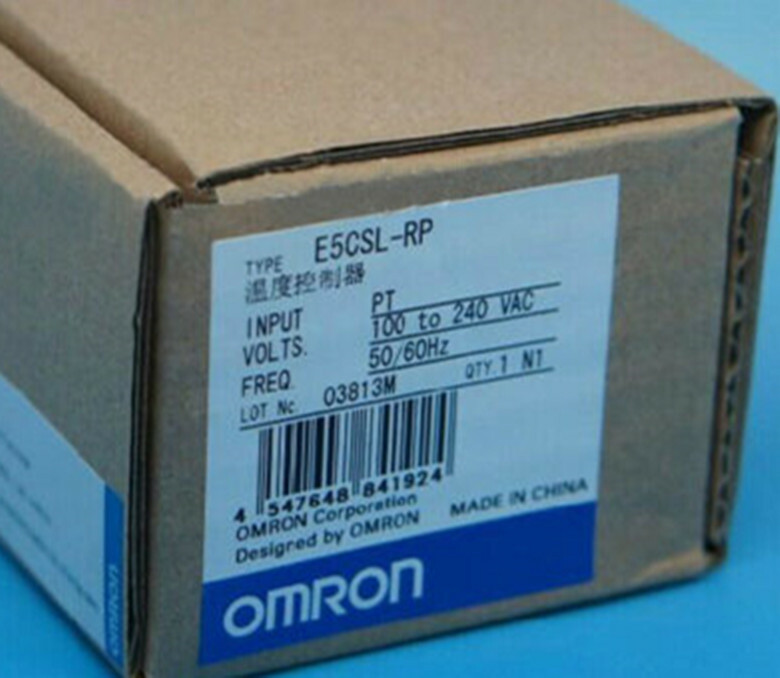 TYPE E5CSL-RP
温度控制器
INPUT PT
VOLTS. 100 to 240 VAC
FREQ. 50/60Hz
LOT No. 03813M QTY.1 N1
4 547648 841924
OMRON Corporation
Designed by OMRON MADE IN CHINA
OMRON
OMRON